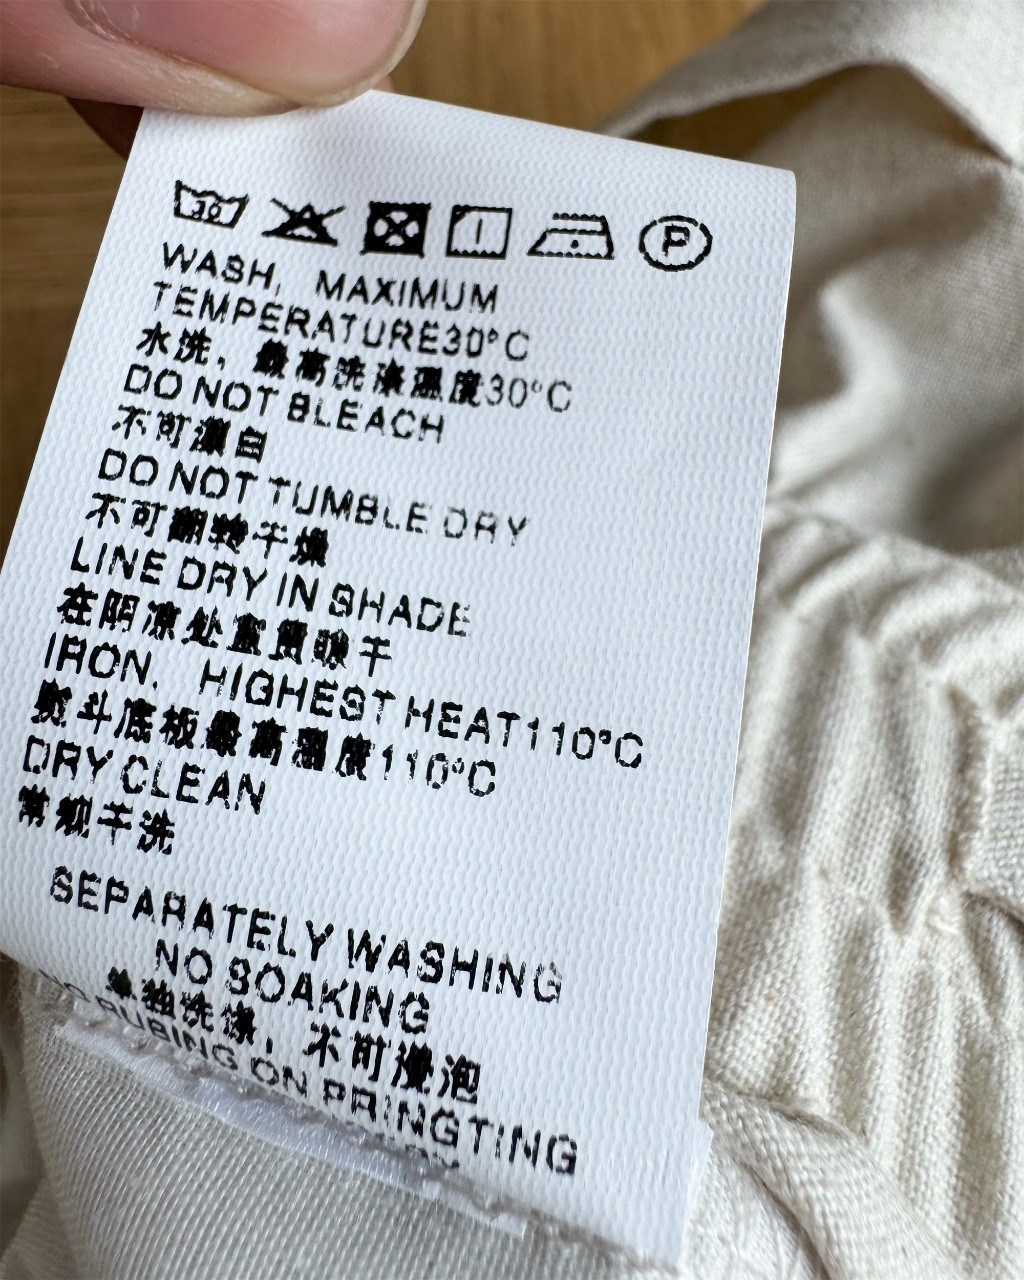 30
P
WASH, MAXIMUM
TEMPERATURE30°C
水洗，最高洗涤温度30°C
DO NOT BLEACH
不可漂白
DO NOT TUMBLE DRY
不可翻转干燥
LINE DRY IN SHADE
在阴凉处悬挂晾干
IRON, HIGHEST HEAT110°C
熨斗底板最高温度110°C
DRY CLEAN
常规干洗
SEPARATELY WASHING
NO SOAKING
单独洗涤，不可浸泡
RUBING ON PRINGTING